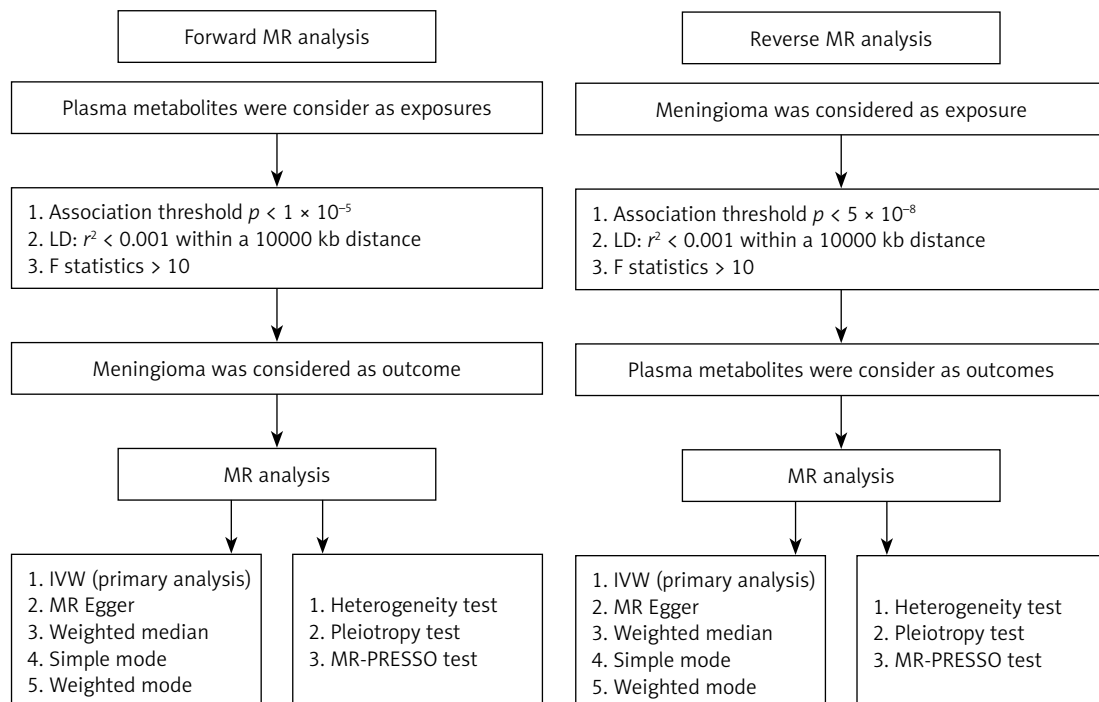 Forward MR analysis
Plasma metabolites were consider as exposures
1. Association threshold p < 1 × 10⁻⁵
2. LD: r² < 0.001 within a 10000 kb distance
3. F statistics > 10
Meningioma was considered as outcome
MR analysis
1. IVW (primary analysis)
2. MR Egger
3. Weighted median
4. Simple mode
5. Weighted mode
1. Heterogeneity test
2. Pleiotropy test
3. MR-PRESSO test
Reverse MR analysis
Meningioma was considered as exposure
1. Association threshold p < 5 × 10⁻⁸
2. LD: r² < 0.001 within a 10000 kb distance
3. F statistics > 10
Plasma metabolites were consider as outcomes
MR analysis
1. IVW (primary analysis)
2. MR Egger
3. Weighted median
4. Simple mode
5. Weighted mode
1. Heterogeneity test
2. Pleiotropy test
3. MR-PRESSO test